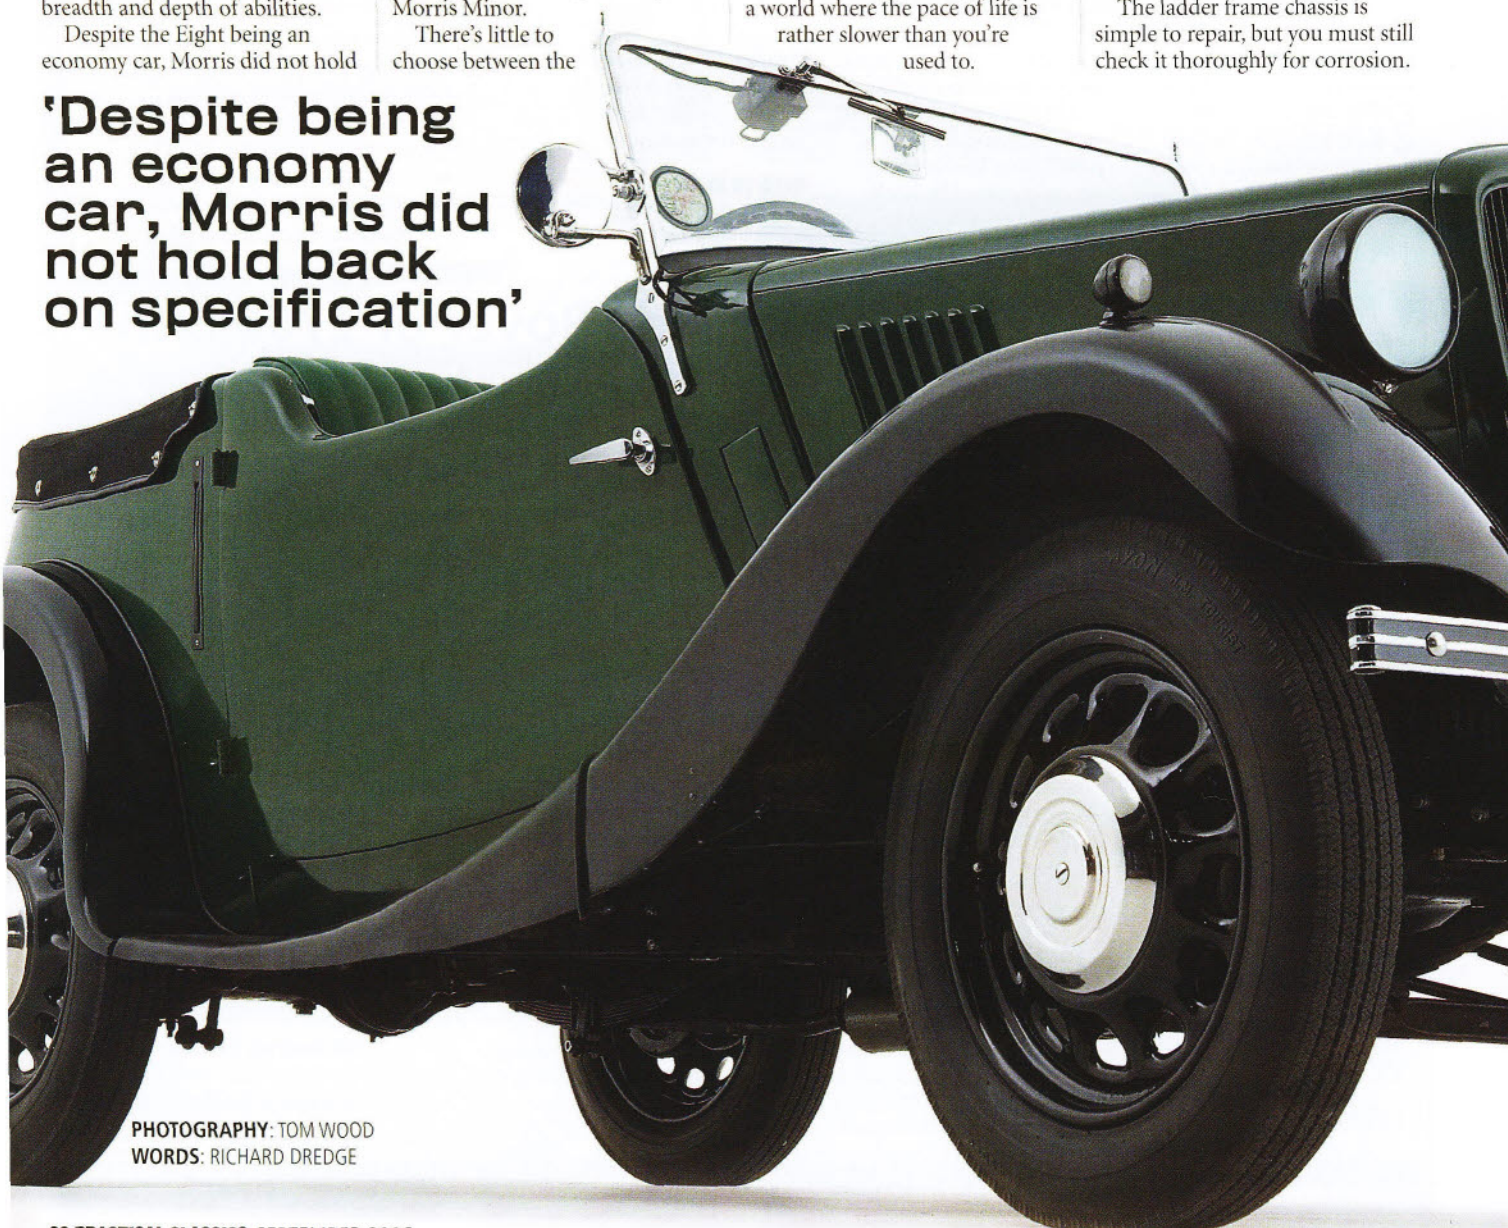 breadth and depth of abilities.
Despite the Eight being an
economy car, Morris did not hold
Morris Minor.
There's little to
choose between the
a world where the pace of life is
rather slower than you're
used to.
The ladder frame chassis is
simple to repair, but you must still
check it thoroughly for corrosion.
'Despite being
an economy
car, Morris did
not hold back
on specification'
AVON
TOURIST
PHOTOGRAPHY: TOM WOOD
WORDS: RICHARD DREDGE